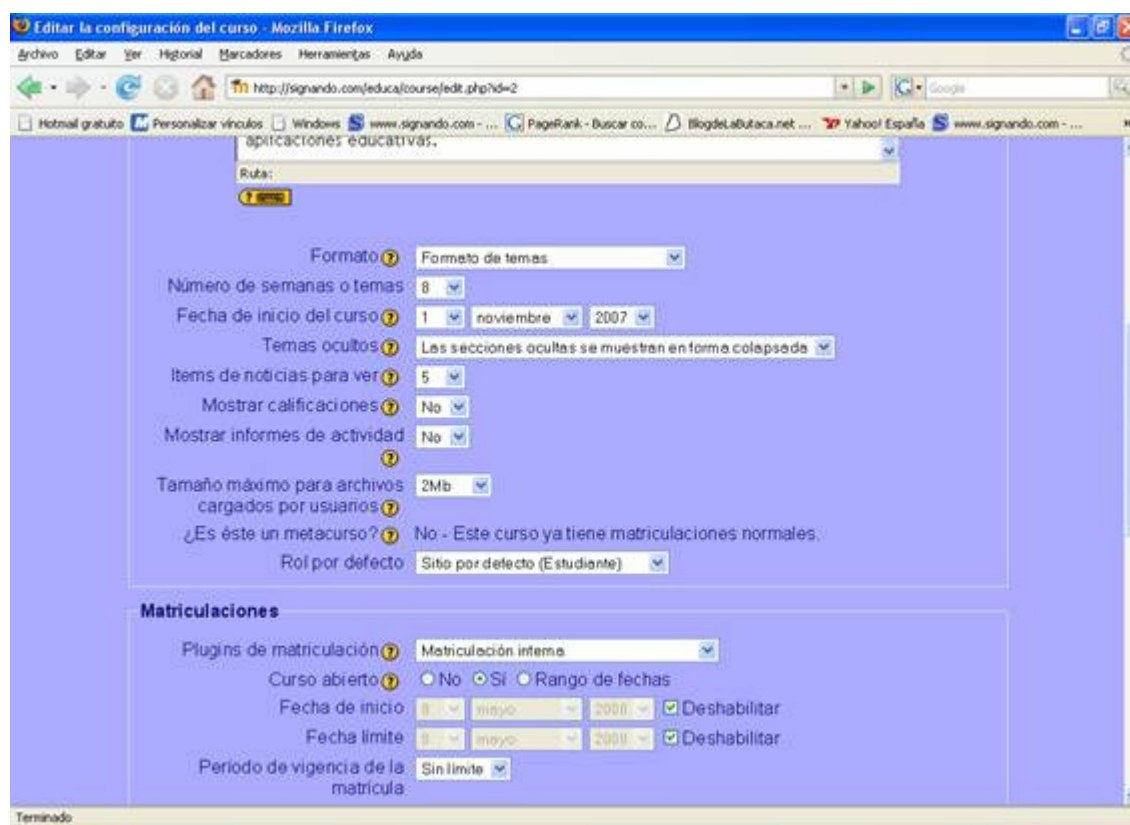 Editar la configuración del curso - Mozilla Firefox
Archivo Editar Ver Historial Marcadores Herramientas Ayuda
http://signando.com/educa/course/edit.php?id=2 Google
Hotmail gratuito Personalizar vínculos Windows www.signando.com - ... PageRank - Buscar co... BlogdeLaButaca.net ... Yahoo! España www.signando.com - ...
aplicaciones educativas.
Ruta:
Formato Formato de temas
Número de semanas o temas 8
Fecha de inicio del curso 1 noviembre 2007
Temas ocultos Las secciones ocultas se muestran en forma colapsada
Items de noticias para ver 5
Mostrar calificaciones No
Mostrar informes de actividad No
Tamaño máximo para archivos 2Mb
cargados por usuarios
¿Es éste un metacurso? No - Este curso ya tiene matriculaciones normales.
Rol por defecto Sitio por defecto (Estudiante)
Matriculaciones
Plugins de matriculación Matriculación interna
Curso abierto No Sí Rango de fechas
Fecha de inicio 8 mayo 2008 Deshabilitar
Fecha límite 8 mayo 2008 Deshabilitar
Período de vigencia de la Sin límite
matrícula
Terminado